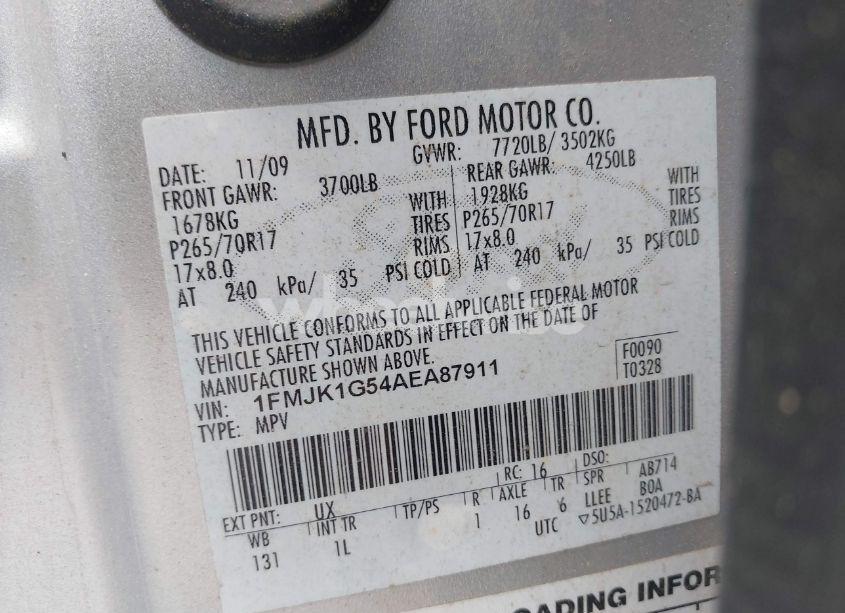 MFD. BY FORD MOTOR CO.
DATE: 11/09 GVWR: 7720LB/ 3502KG
FRONT GAWR: 3700LB REAR GAWR: 4250LB
1678KG WITH 1928KG WITH
P265/70R17 TIRES P265/70R17 TIRES
17x8.0 RIMS 17x8.0 RIMS
AT 240 kPa/ 35 PSI COLD AT 240 kPa/ 35 PSI COLD
THIS VEHICLE CONFORMS TO ALL APPLICABLE FEDERAL MOTOR
VEHICLE SAFETY STANDARDS IN EFFECT ON THE DATE OF
MANUFACTURE SHOWN ABOVE.
VIN: 1FMJK1G54AEA87911 F0090
TYPE: MPV T0328
EXT PNT: UX RC: 16 DSO:
WB INT TR TP/PS R AXLE TR SPR AB714
131 1L 1 16 6 LLEE B0A
UTC ▽5U5A-1520472-BA
OADING INFOR